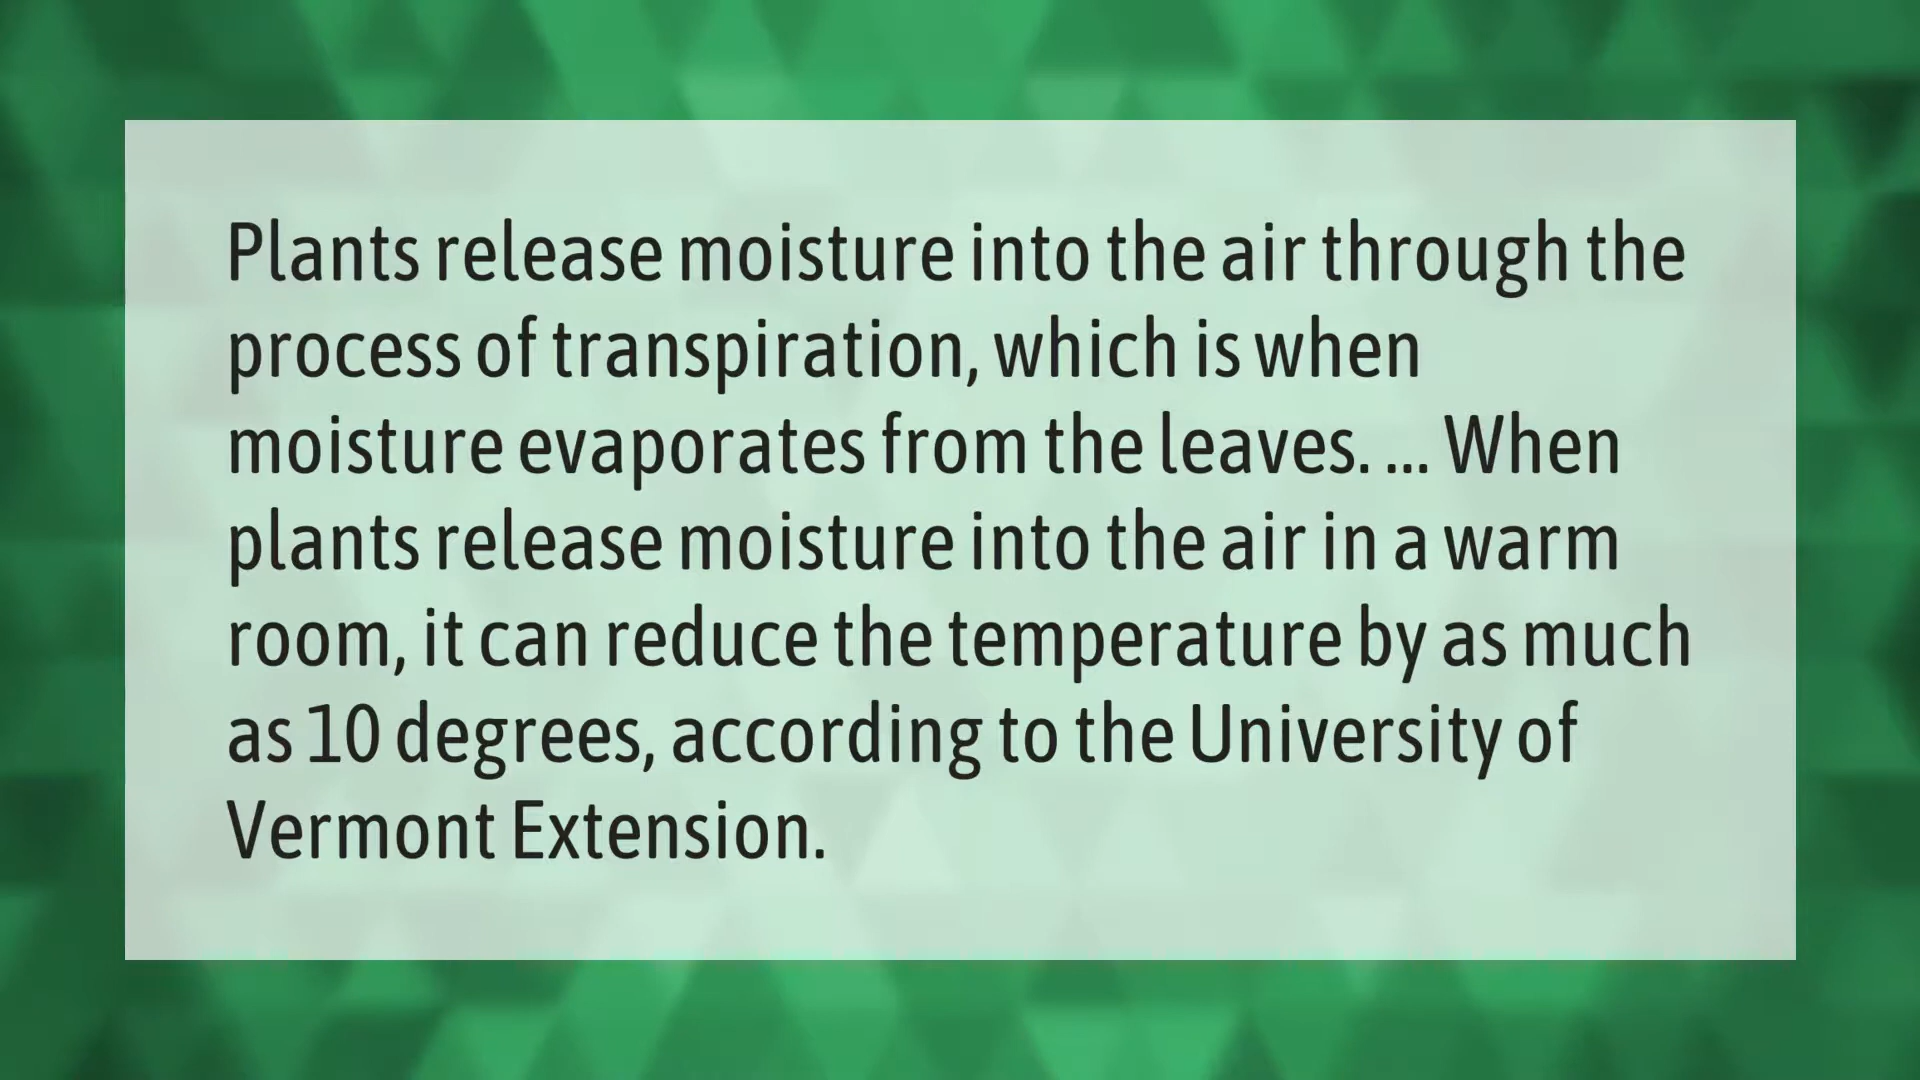 Plants release moisture into the air through the
process of transpiration, which is when
moisture evaporates from the leaves. ... When
plants release moisture into the air in a warm
room, it can reduce the temperature by as much
as 10 degrees, according to the University of
Vermont Extension.